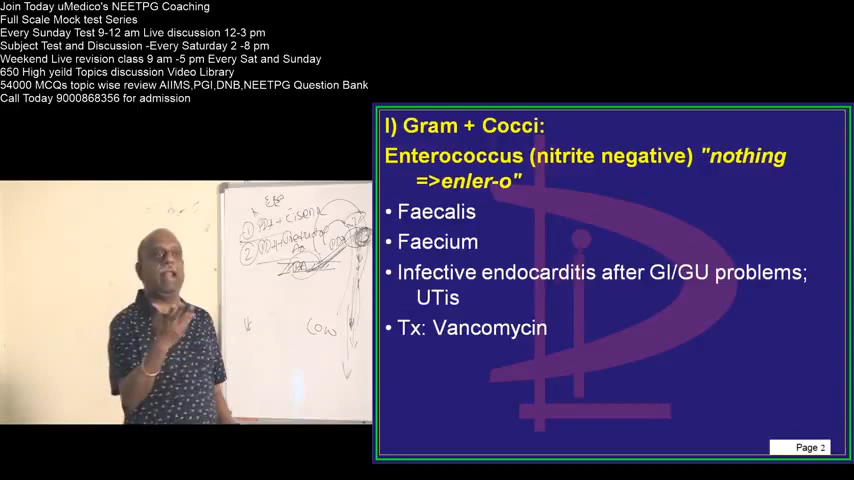 Join Today uMedico's NEETPG Coaching
Full Scale Mock test Series
Every Sunday Test 9-12 am Live discussion 12-3 pm
Subject Test and Discussion -Every Saturday 2 -8 pm
Weekend Live revision class 9 am -5 pm Every Sat and Sunday
650 High yeild Topics discussion Video Library
54000 MCQs topic wise review AIIMS,PGI,DNB,NEETPG Question Bank
Call Today 9000868356 for admission
I) Gram + Cocci:
Enterococcus (nitrite negative) "nothing
=>enler-o"
• Faecalis
• Faecium
• Infective endocarditis after GI/GU problems;
UTis
• Tx: Vancomycin
Page 2
1
2